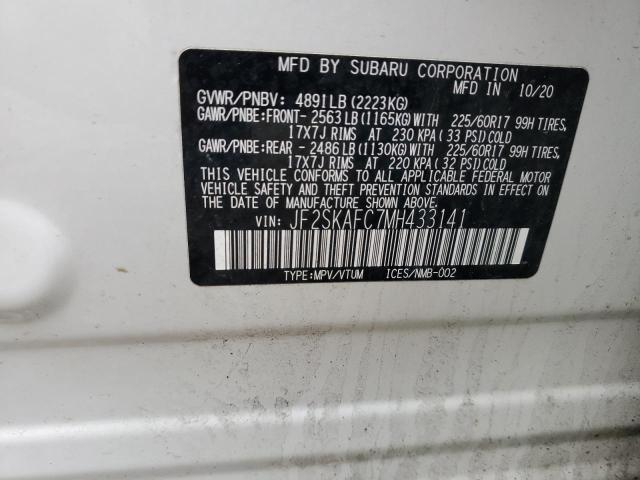 MFD BY SUBARU CORPORATION
MFD IN 10/20
GVWR/PNBV: 4891LB(2223KG)
GAWR/PNBE:FRONT- 2563LB(1165KG)WITH 225/60R17 99H TIRES,
17X7J RIMS AT 230 KPA(33 PSI)COLD
GAWR/PNBE:REAR - 2486LB(1130KG)WITH 225/60R17 99H TIRES,
17X7J RIMS AT 220 KPA(32 PSI)COLD
THIS VEHICLE CONFORMS TO ALL APPLICABLE FEDERAL MOTOR
VEHICLE SAFETY AND THEFT PREVENTION STANDARDS IN EFFECT ON
THE DATE OF MANUFACTURE SHOWN ABOVE.
VIN: JF2SKAFC7MH433141
TYPE:MPV/VTUM ICES/NMB-002